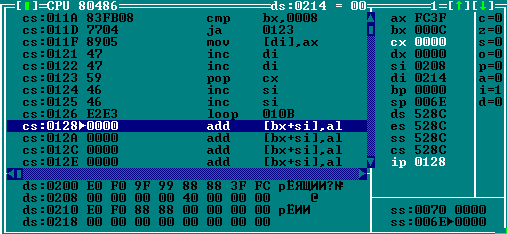 [■]=CPU 80486 ds:0214 = 00 1=[↑][↓]
cs:011A 83FB08 cmp bx,0008 ax FC3F c=0
cs:011D 7704 ja 0123 bx 000C z=0
cs:011F 8905 mov [di],ax cx 0000 s=0
cs:0121 47 inc di dx 0000 o=0
cs:0122 47 inc di si 0208 p=0
cs:0123 59 pop cx di 0214 a=0
cs:0124 46 inc si bp 0000 i=1
cs:0125 46 inc si sp 006E d=0
cs:0126 E2E3 loop 010B ds 528C
cs:0128►0000 add [bx+si],al es 528C
cs:012A 0000 add [bx+si],al ss 528C
cs:012C 0000 add [bx+si],al cs 528C
cs:012E 0000 add [bx+si],al ip 0128
ds:0200 E0 F0 9F 99 88 88 3F FC рЁЯЩИИ?№
ds:0208 00 00 00 00 40 00 00 00 @
ds:0210 E0 F0 88 88 00 00 00 00 рЁИИ ss:0070 0000
ds:0218 00 00 00 00 00 00 00 00 ss:006E►0000